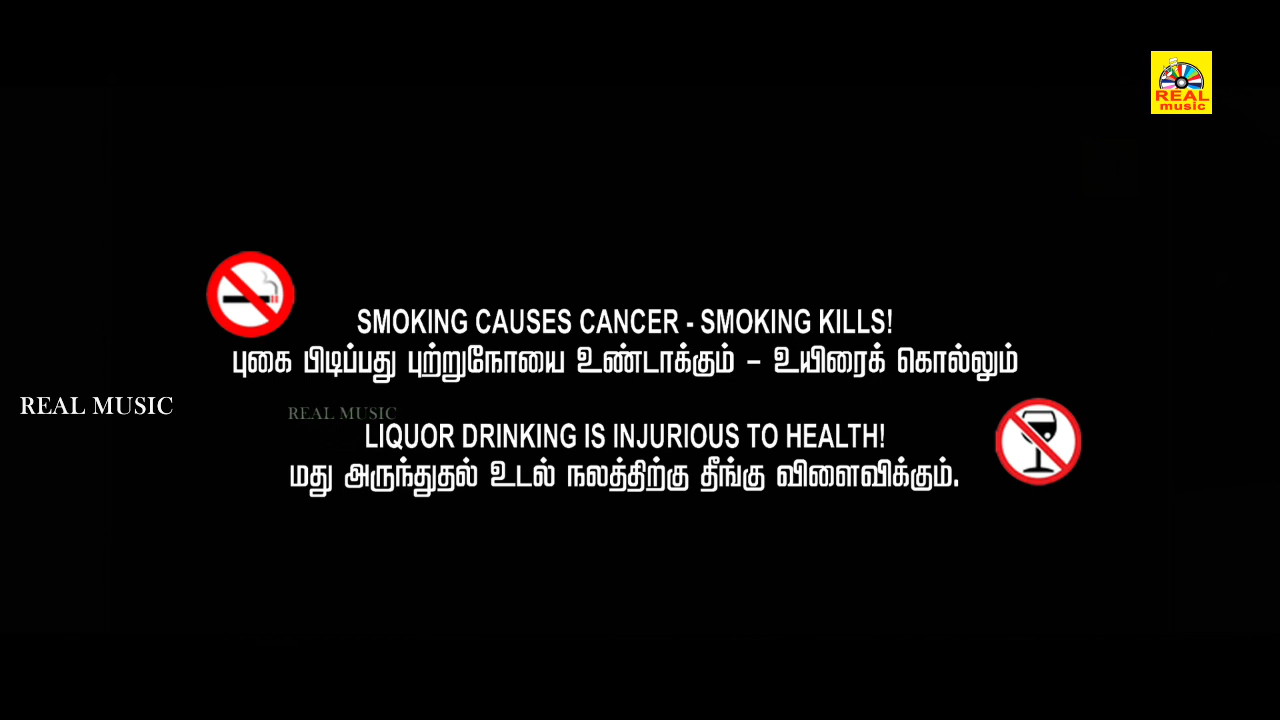 REAL
music
SMOKING CAUSES CANCER - SMOKING KILLS!
புகை பிடிப்பது புற்றுநோயை உண்டாக்கும் – உயிரைக் கொல்லும்
REAL MUSIC
REAL MUSIC
LIQUOR DRINKING IS INJURIOUS TO HEALTH!
மது அருந்துதல் உடல் நலத்திற்கு தீங்கு விளைவிக்கும்.